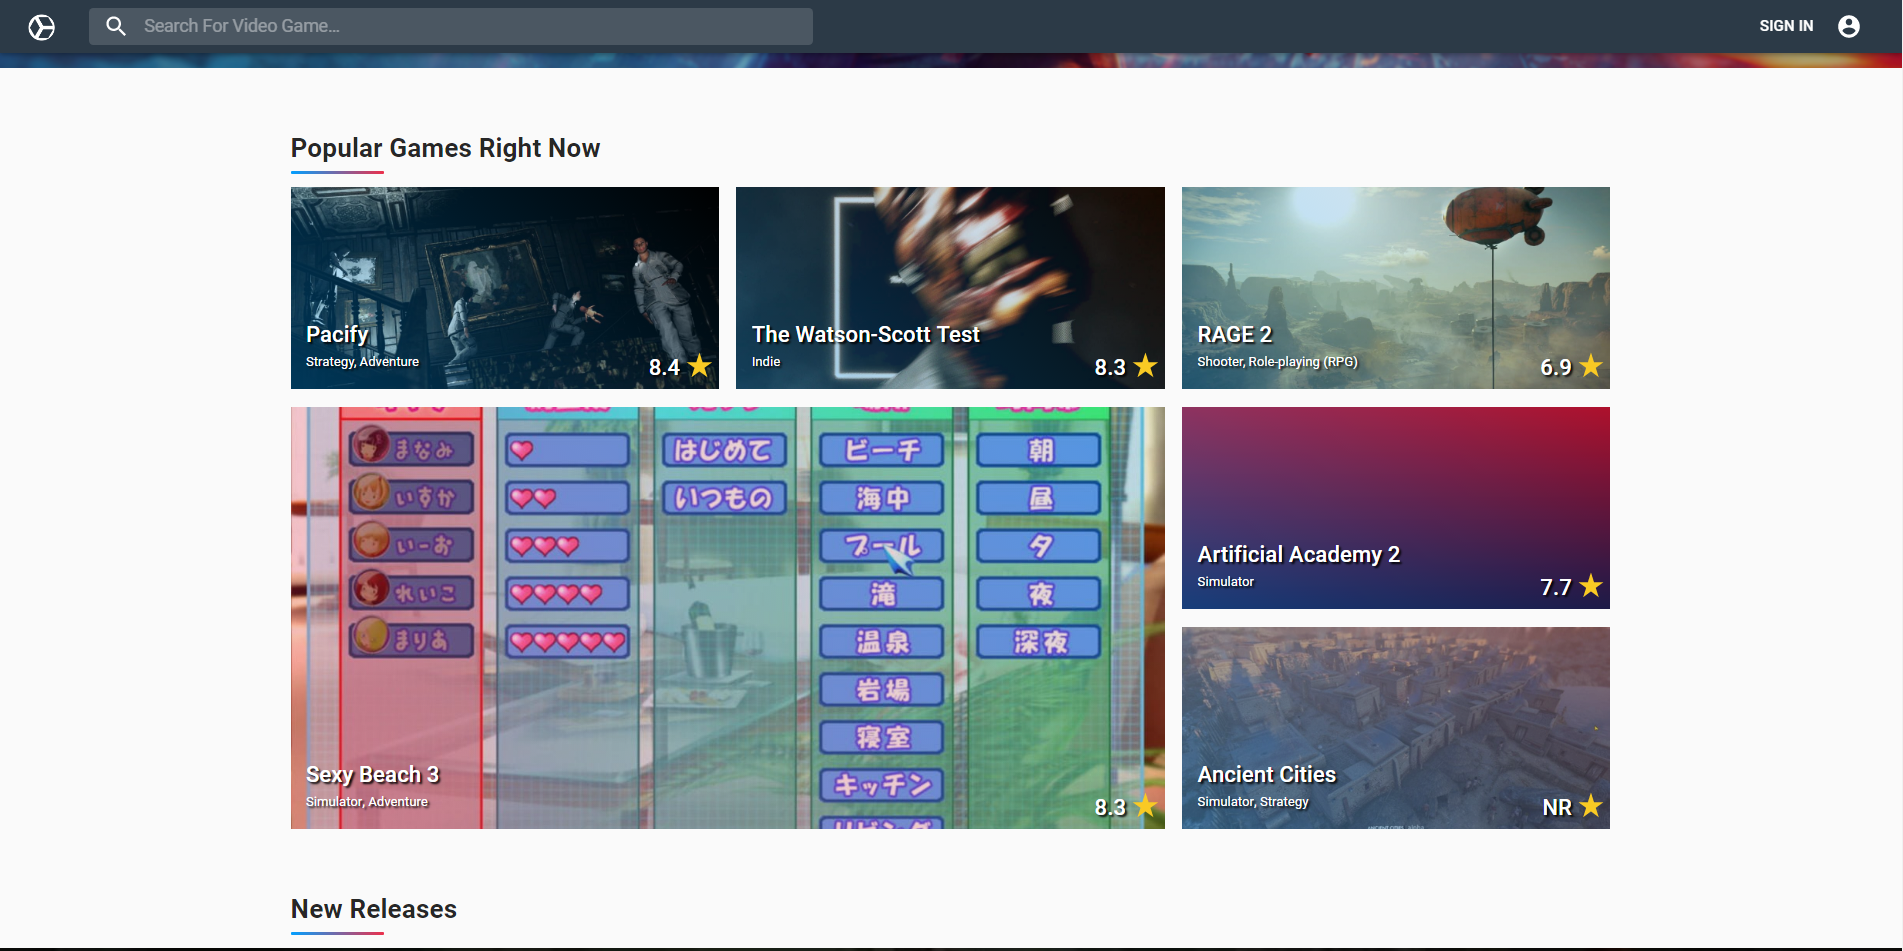 Search For Video Game...
SIGN IN
Popular Games Right Now
Pacify
Strategy, Adventure
8.4
The Watson-Scott Test
Indie
8.3
RAGE 2
Shooter, Role-playing (RPG)
6.9
まなみ
はじめて
ビーチ
朝
いすか
いつもの
海中
昼
いーお
プール
夕
れいこ
滝
夜
まりあ
温泉
深夜
岩場
寝室
キッチン
リビング
Sexy Beach 3
Simulator, Adventure
8.3
Artificial Academy 2
Simulator
7.7
Ancient Cities
Simulator, Strategy
NR
New Releases